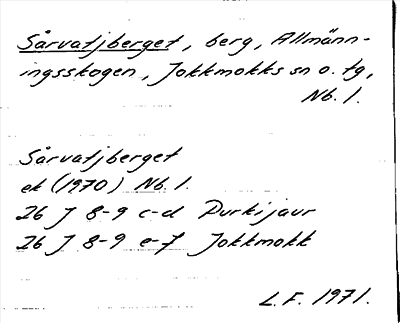 Sårvatjberget, berg, Allmänn-
ingsskogen, Jokkmokks sn o. tg,
Nb. l.
Sårvatjberget
ek (1970) Nb. l.
26 J 8-9 c-d Purkijaur
26 J 8-9 e-f Jokkmokk
L.F. 1971.